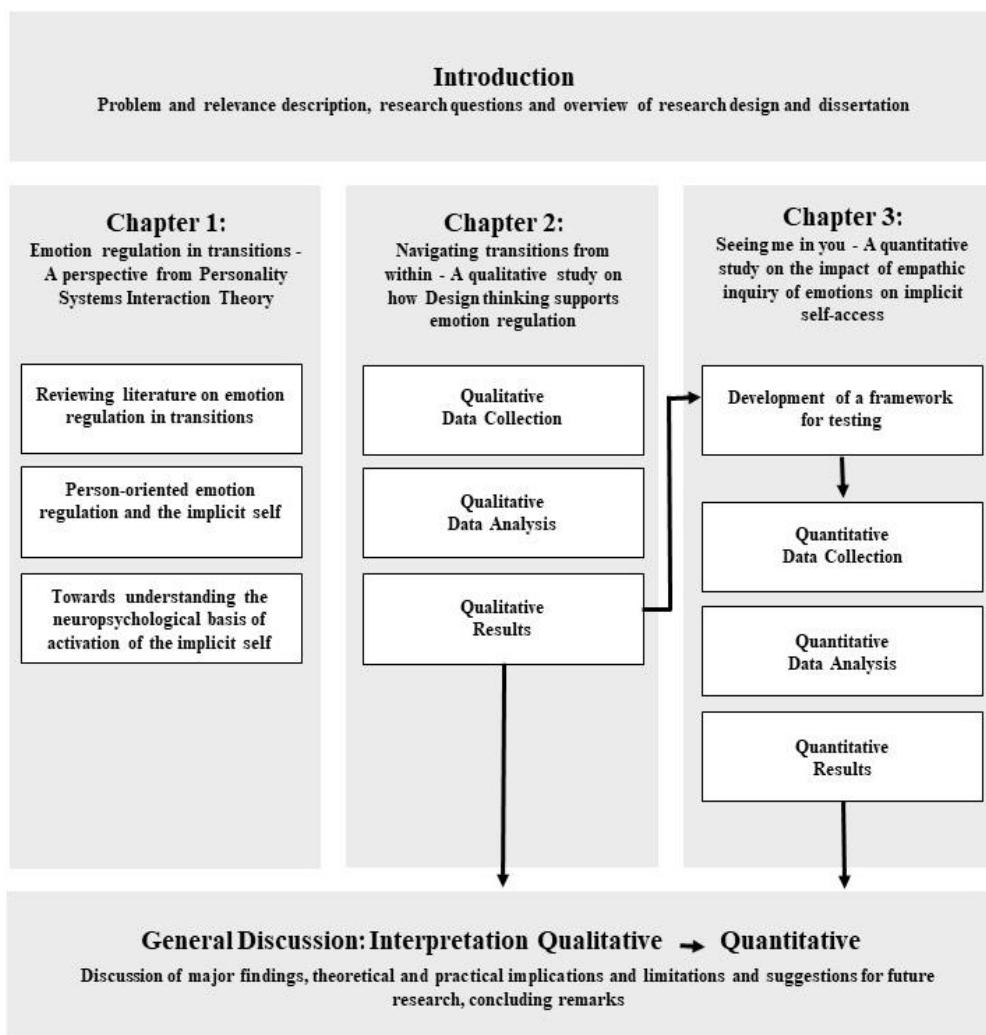 Introduction
Problem and relevance description, research questions and overview of research design and dissertation
Chapter 1:
Emotion regulation in transitions -
A perspective from Personality
Systems Interaction Theory
Reviewing literature on emotion
regulation in transitions
Person-oriented emotion
regulation and the implicit self
Towards understanding the
neuropsychological basis of
activation of the implicit self
Chapter 2:
Navigating transitions from
within - A qualitative study on
how Design thinking supports
emotion regulation
Qualitative
Data Collection
Qualitative
Data Analysis
Qualitative
Results
Chapter 3:
Seeing me in you - A quantitative
study on the impact of empathic
inquiry of emotions on implicit
self-access
Development of a framework
for testing
Quantitative
Data Collection
Quantitative
Data Analysis
Quantitative
Results
General Discussion: Interpretation Qualitative → Quantitative
Discussion of major findings, theoretical and practical implications and limitations and suggestions for future
research, concluding remarks